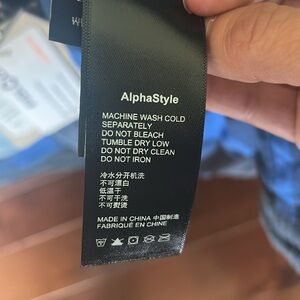 AlphaStyle
MACHINE WASH COLD
SEPARATELY
DO NOT BLEACH
TUMBLE DRY LOW
DO NOT DRY CLEAN
DO NOT IRON
冷水分开机洗
不可漂白
低温干
不可干洗
不可熨烫
MADE IN CHINA 中国制造
FABRIQUÉ EN CHINE